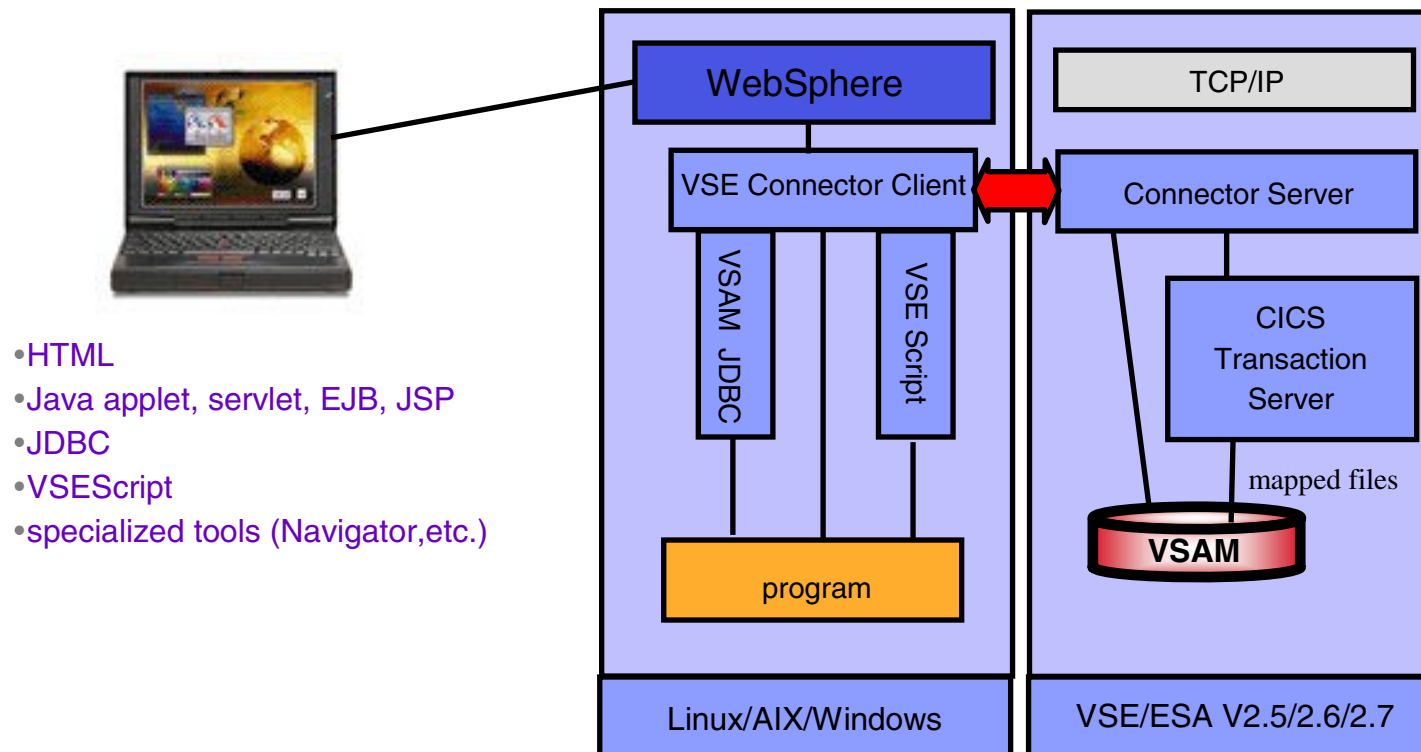 •HTML
•Java applet, servlet, EJB, JSP
•JDBC
•VSEScript
•specialized tools (Navigator,etc.)
WebSphere
VSE Connector Client
VSAM JDBC
VSE Script
program
Linux/AIX/Windows
TCP/IP
Connector Server
CICS
Transaction
Server
mapped files
VSAM
VSE/ESA V2.5/2.6/2.7